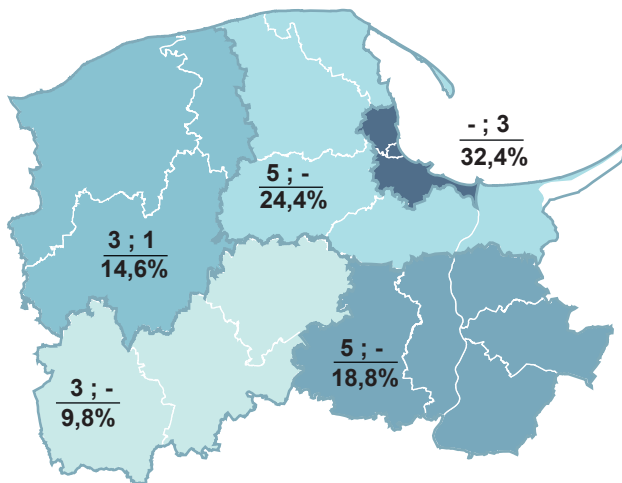 - ; 3
32,4%
5 ; -
24,4%
3 ; 1
14,6%
5 ; -
18,8%
3 ; -
9,8%